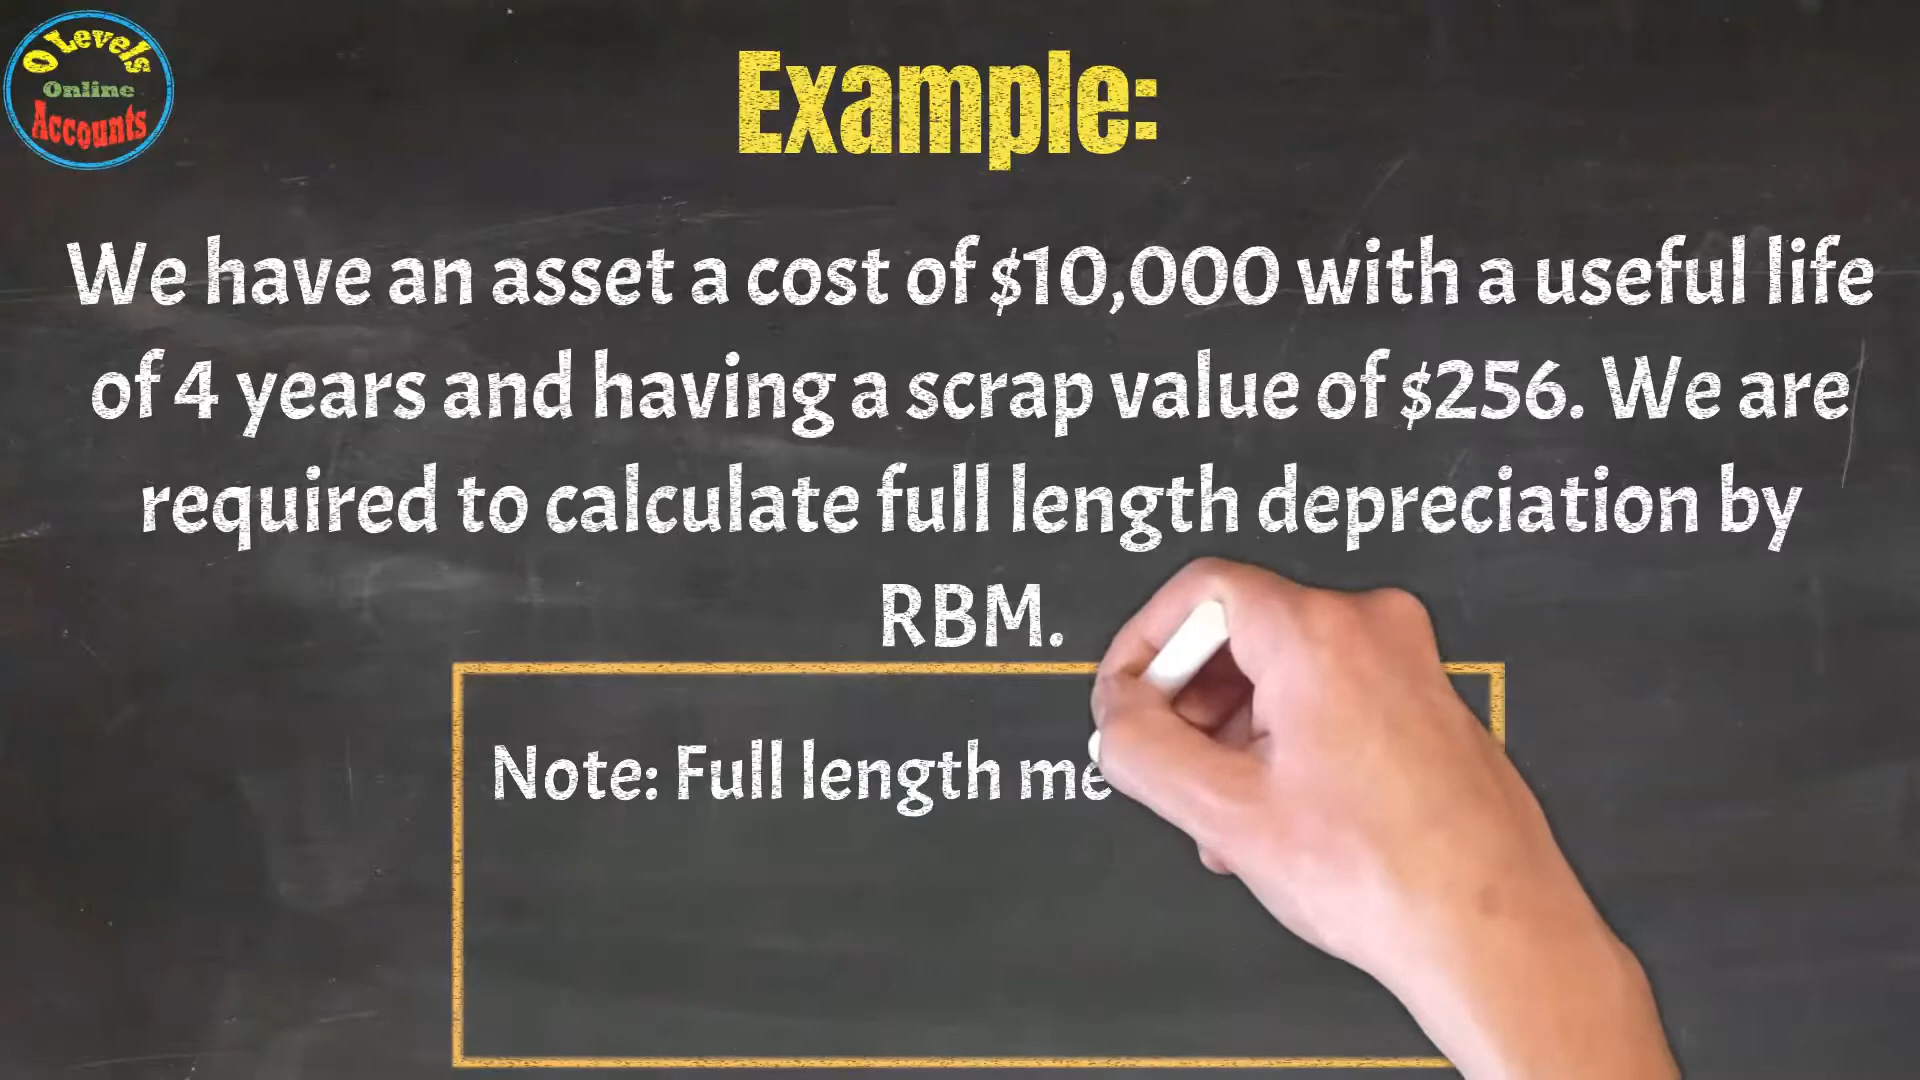 O Levels
Online
Accounts
Example:
We have an asset a cost of $10,000 with a useful life
of 4 years and having a scrap value of $256. We are
required to calculate full length depreciation by
RBM.
Note: Full length me